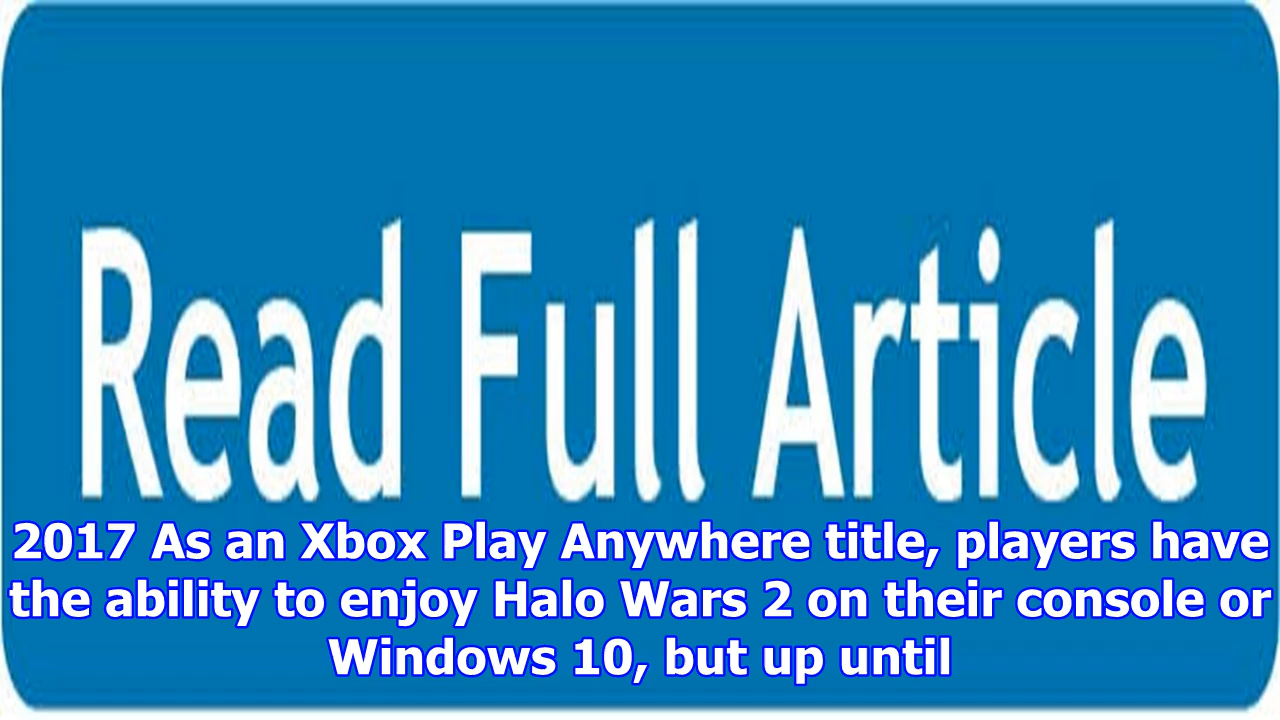 Read Full Article
2017 As an Xbox Play Anywhere title, players have
the ability to enjoy Halo Wars 2 on their console or
Windows 10, but up until